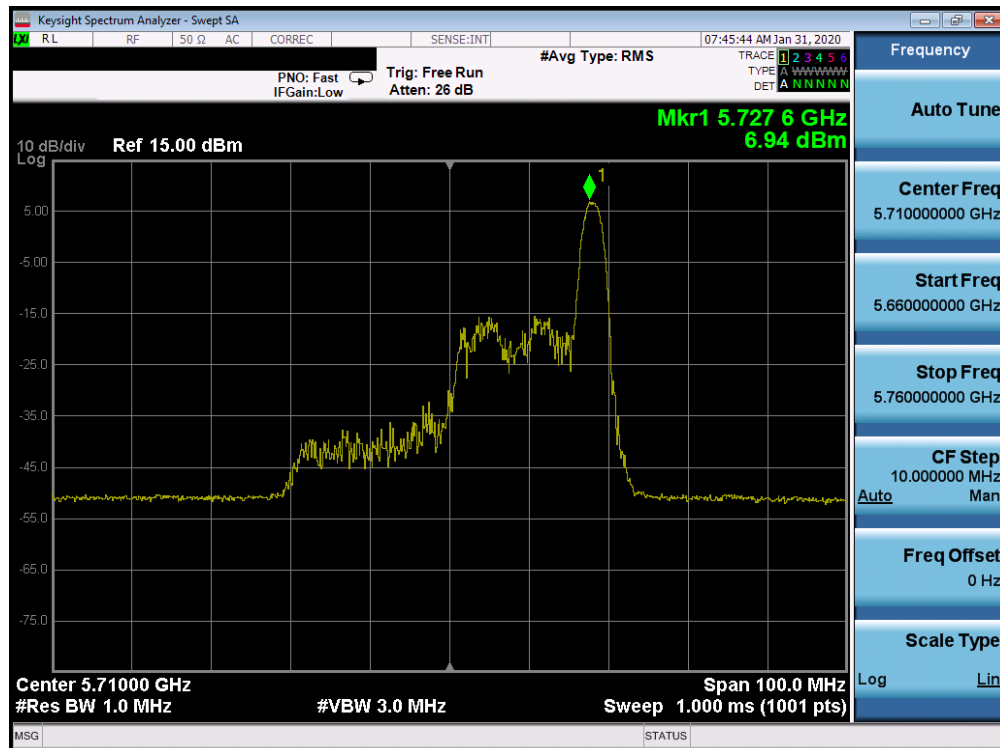 Keysight Spectrum Analyzer - Swept SA
LXI RL RF 50 Ω AC CORREC SENSE:INT 07:45:44 AM Jan 31, 2020
#Avg Type: RMS TRACE 1 2 3 4 5 6
PNO: Fast Trig: Free Run TYPE A WWWWW
IFGain:Low Atten: 26 dB DET A N N N N N
Mkr1 5.727 6 GHz
6.94 dBm
10 dB/div Ref 15.00 dBm
Log
1
5.00
-5.00
-15.0
-25.0
-35.0
-45.0
-55.0
-65.0
-75.0
Center 5.71000 GHz Span 100.0 MHz
#Res BW 1.0 MHz #VBW 3.0 MHz Sweep 1.000 ms (1001 pts)
MSG STATUS
Frequency
Auto Tune
Center Freq
5.710000000 GHz
Start Freq
5.660000000 GHz
Stop Freq
5.760000000 GHz
CF Step
10.000000 MHz
Auto Man
Freq Offset
0 Hz
Scale Type
Log Lin